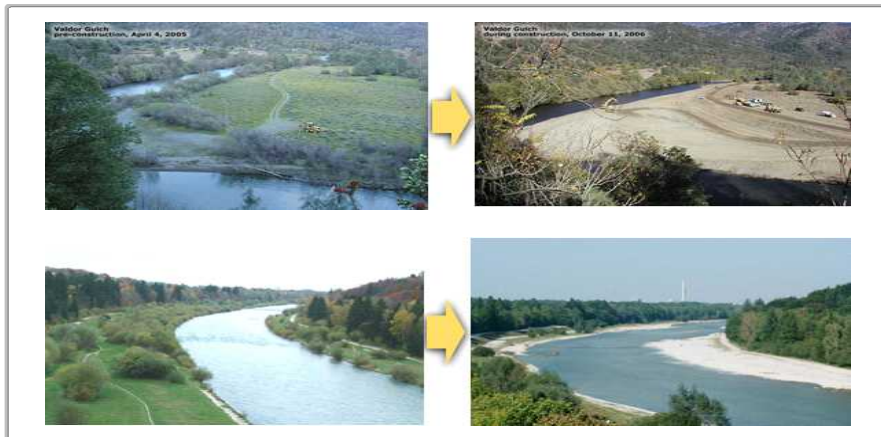 Valdor Gulch
pre-construction, April 4, 2005
Valdor Gulch
during construction, October 11, 2006